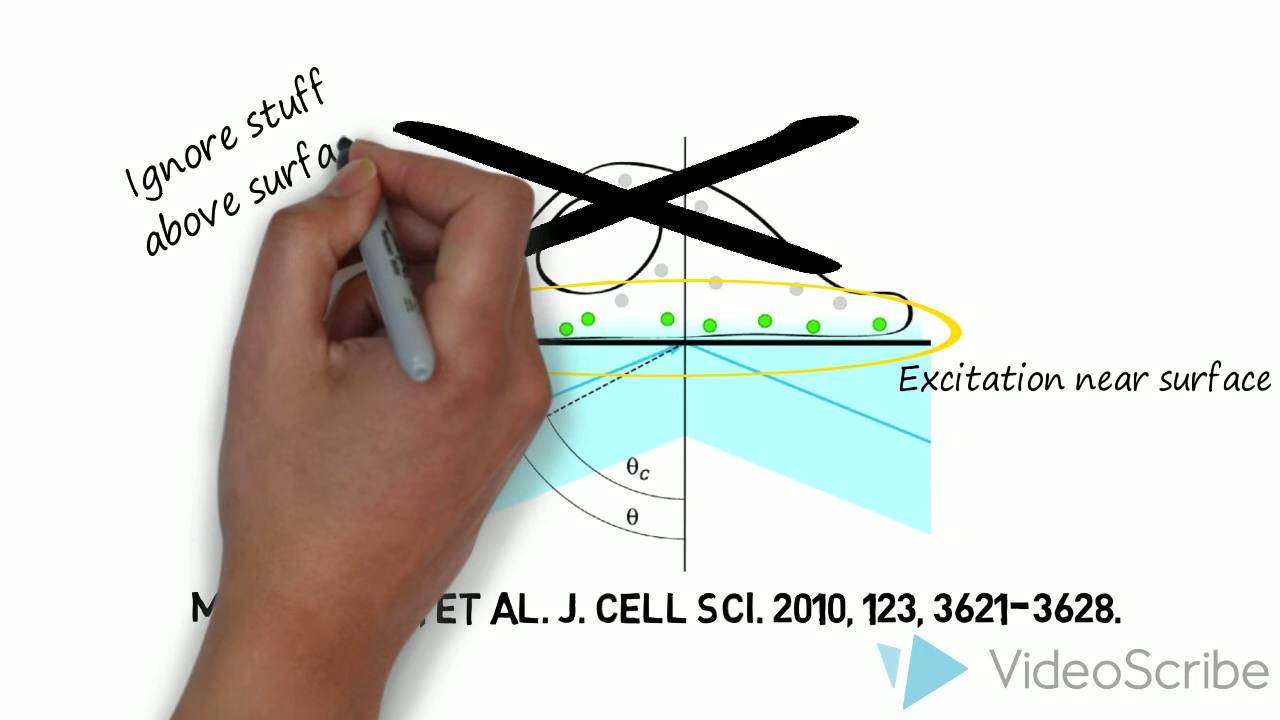 Ignore stuff
above surfa
Excitation near surface
θc
θ
ET AL. J. CELL SCI. 2010, 123, 3621-3628.
VideoScribe